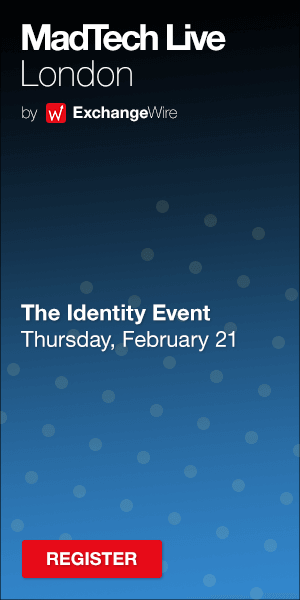 MadTech Live
London
by ExchangeWire
The Identity Event
Thursday, February 21
REGISTER